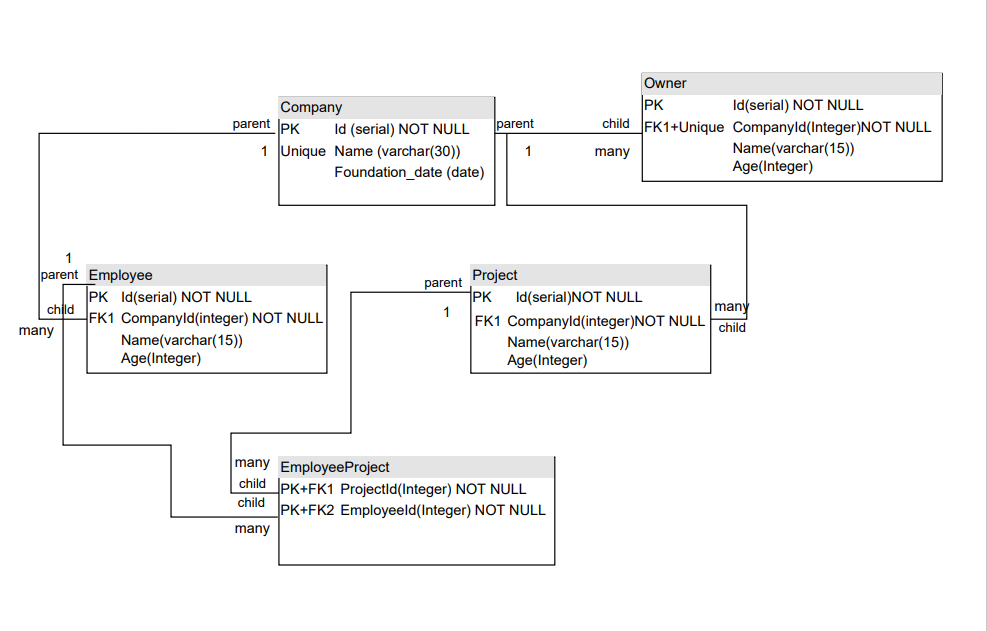 Owner
PK Id(serial) NOT NULL
FK1+Unique CompanyId(Integer)NOT NULL
Name(varchar(15))
Age(Integer)
Company
PK Id (serial) NOT NULL
Unique Name (varchar(30))
Foundation_date (date)
parent
1
parent
1
child
many
1
parent
child
many
Employee
PK Id(serial) NOT NULL
FK1 CompanyId(integer) NOT NULL
Name(varchar(15))
Age(Integer)
parent
1
Project
PK Id(serial)NOT NULL
FK1 CompanyId(integer)NOT NULL
Name(varchar(15))
Age(Integer)
many
child
many
child
child
many
EmployeeProject
PK+FK1 ProjectId(Integer) NOT NULL
PK+FK2 EmployeeId(Integer) NOT NULL